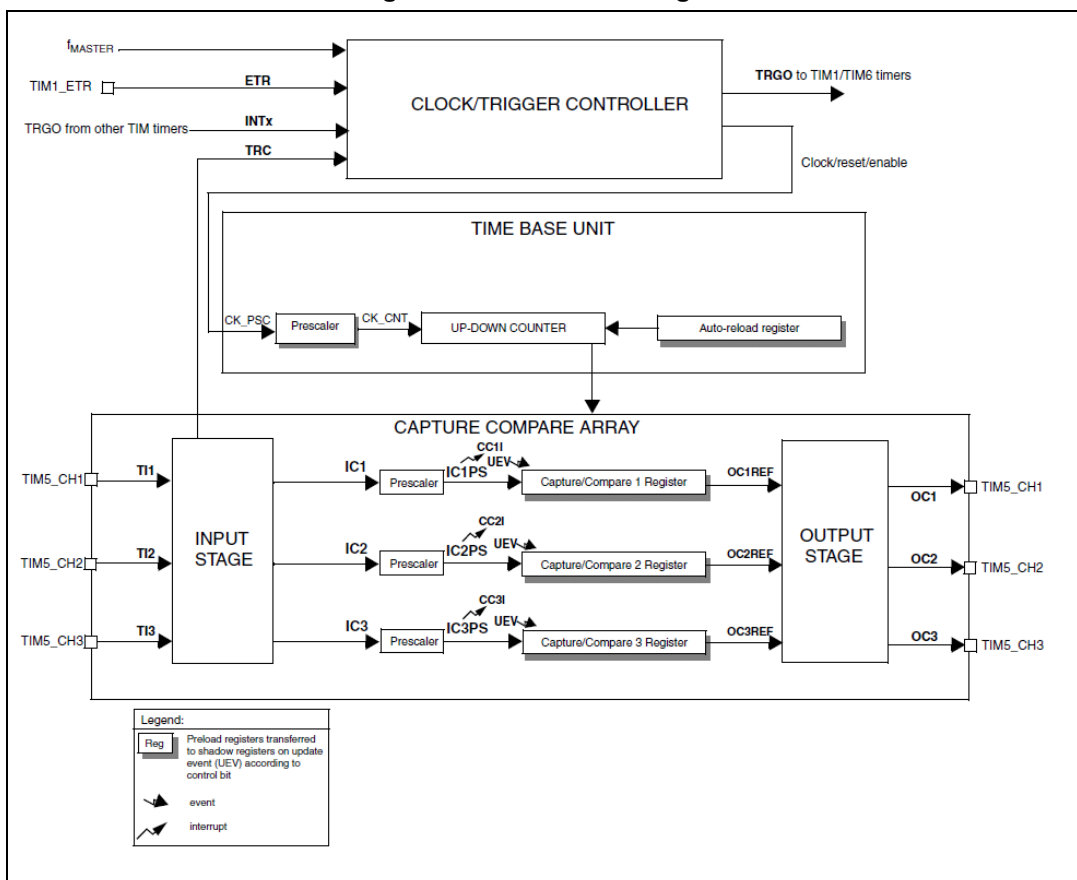 fMASTER
TIM1_ETR
ETR
TRGO from other TIM timers
INTx
TRC
CLOCK/TRIGGER CONTROLLER
TRGO to TIM1/TIM6 timers
Clock/reset/enable
TIME BASE UNIT
CK_PSC
Prescaler
CK_CNT
UP-DOWN COUNTER
Auto-reload register
CAPTURE COMPARE ARRAY
TIM5_CH1
TI1
IC1
Prescaler
CC1I
IC1PS
UEV
Capture/Compare 1 Register
OC1REF
OC1
TIM5_CH1
INPUT
STAGE
OUTPUT
STAGE
TIM5_CH2
TI2
IC2
Prescaler
CC2I
IC2PS
UEV
Capture/Compare 2 Register
OC2REF
OC2
TIM5_CH2
TIM5_CH3
TI3
IC3
Prescaler
CC3I
IC3PS
UEV
Capture/Compare 3 Register
OC3REF
OC3
TIM5_CH3
Legend:
Reg
Preload registers transferred
to shadow registers on update
event (UEV) according to
control bit
event
interrupt